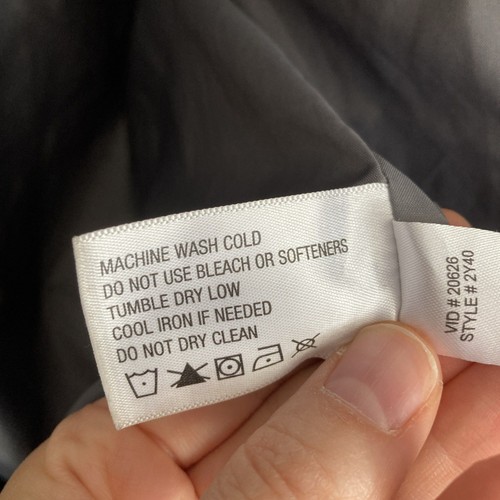 MACHINE WASH COLD
DO NOT USE BLEACH OR SOFTENERS
TUMBLE DRY LOW
COOL IRON IF NEEDED
DO NOT DRY CLEAN
VID # 20626
STYLE # 2Y40